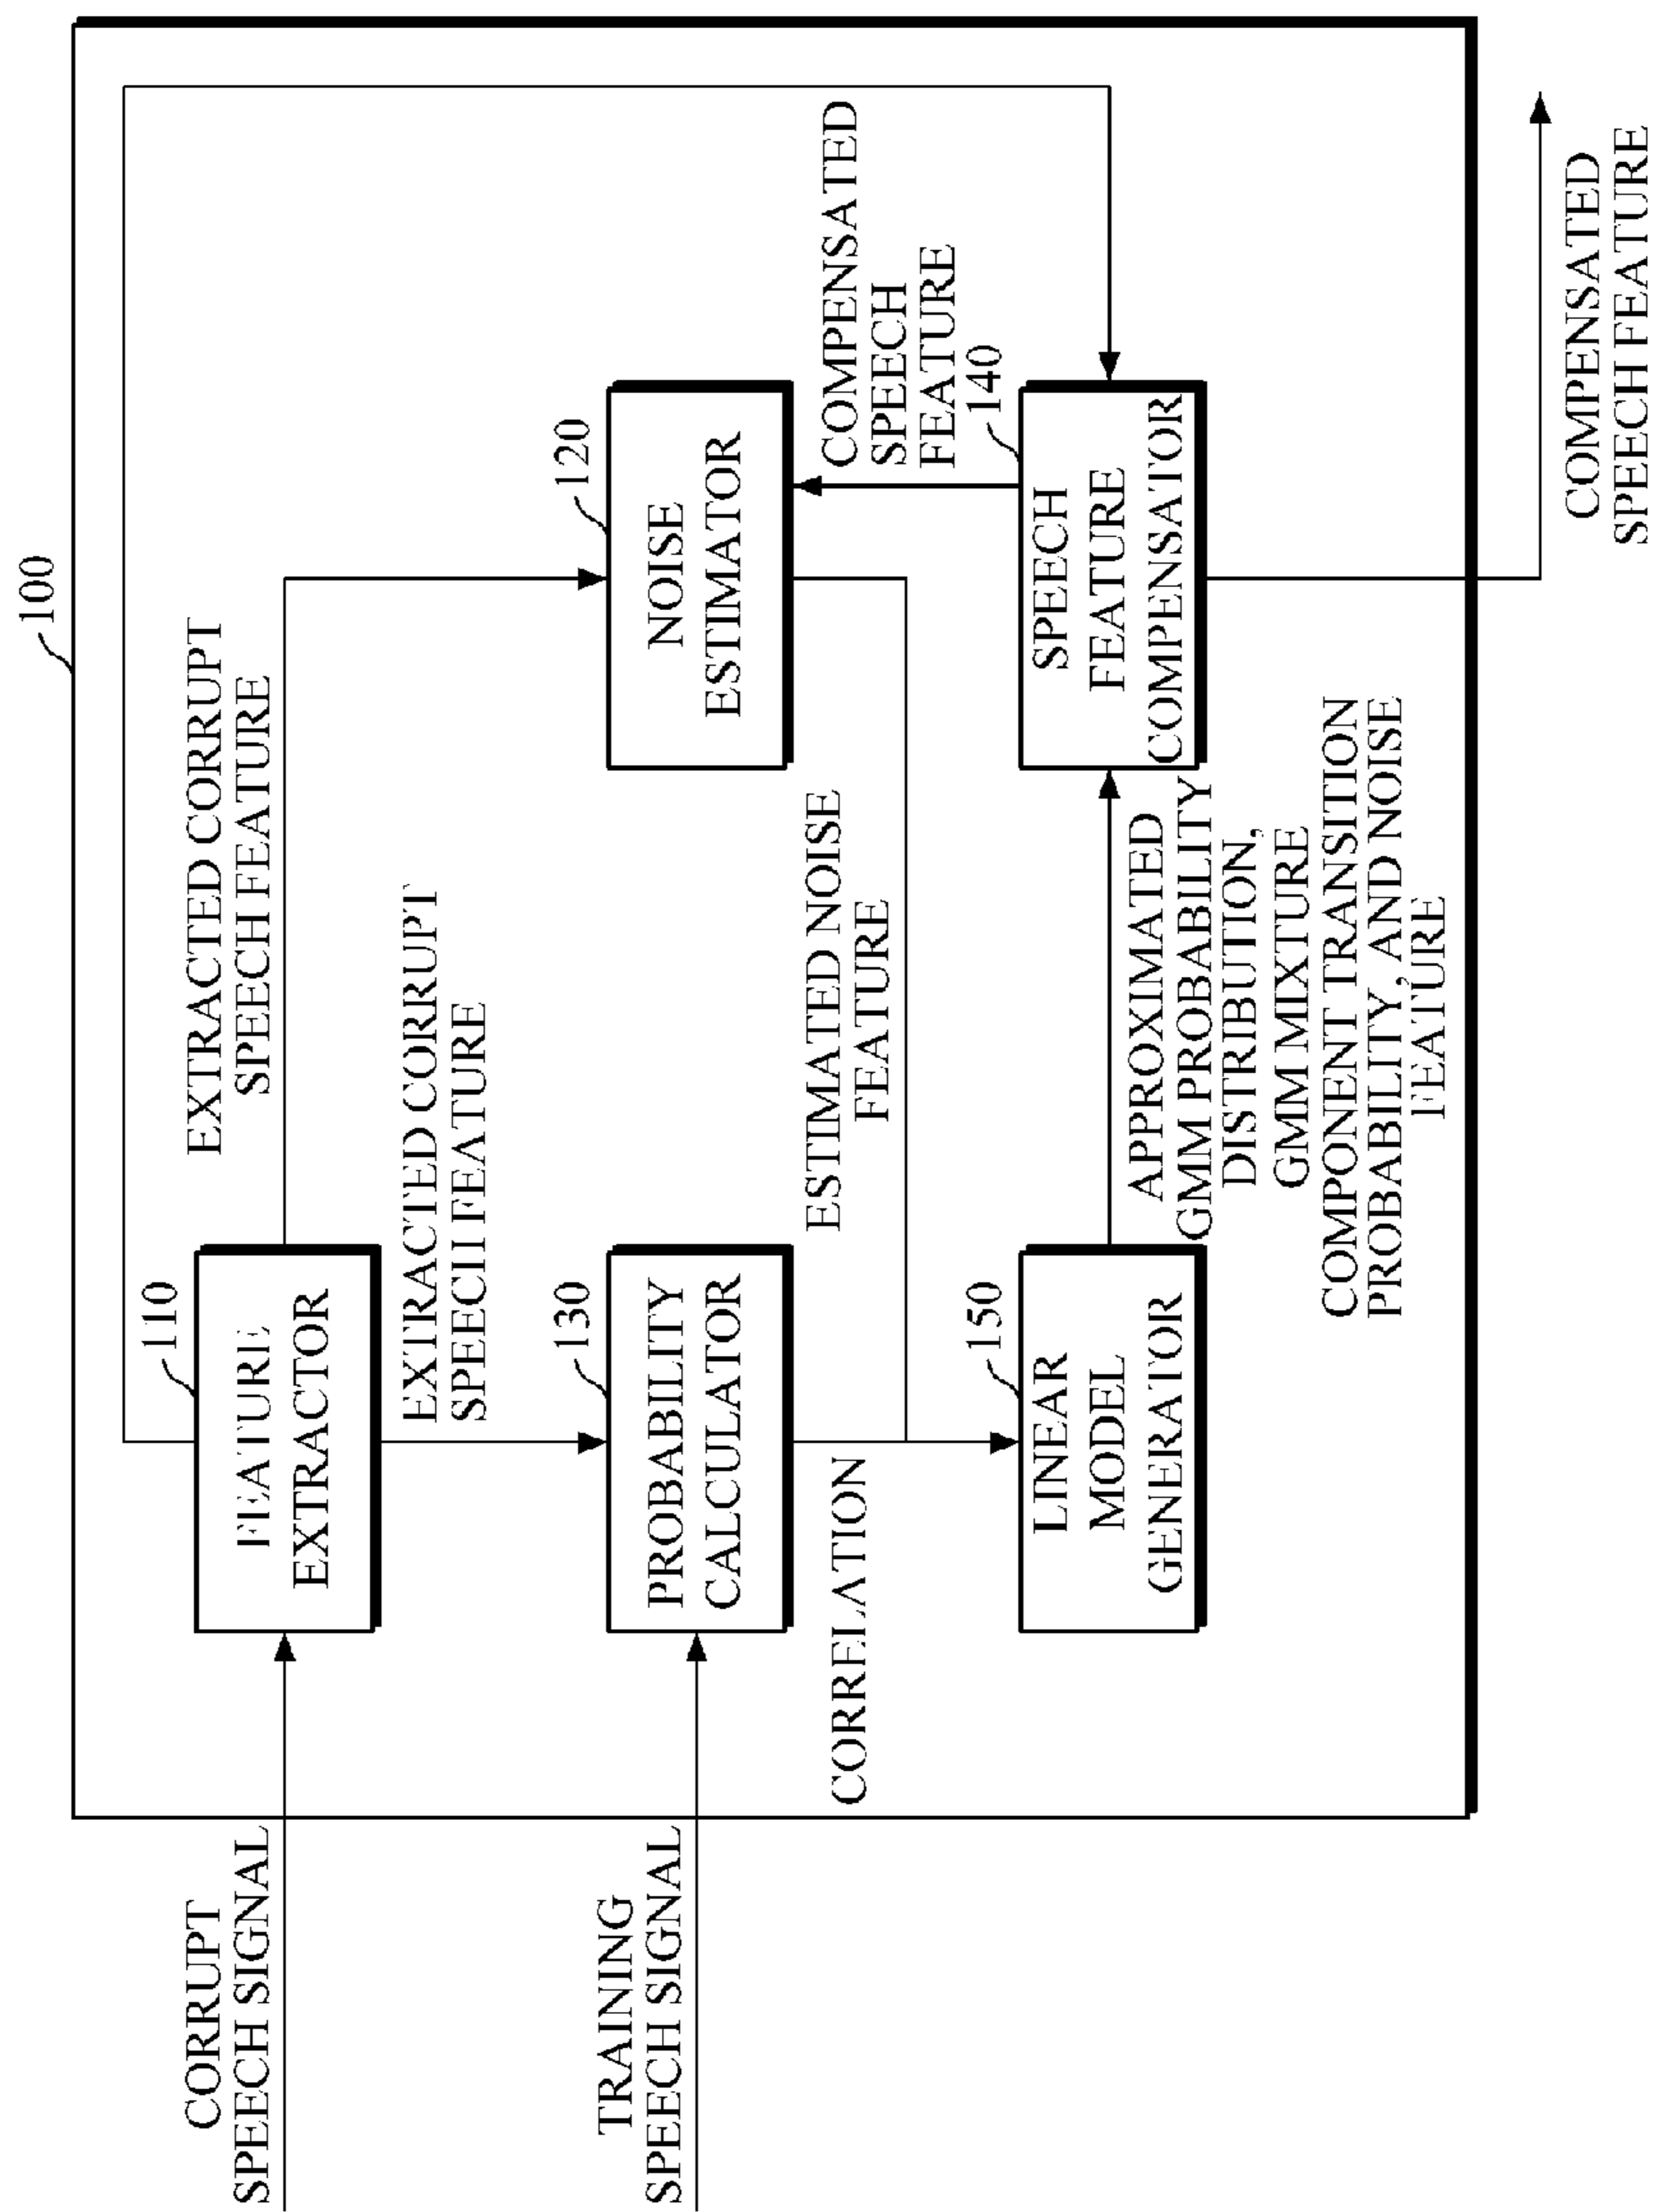 100
CORRUPT
SPEECH SIGNAL
110
FEATURE
EXTRACTOR
EXTRACTED CORRUPT
SPEECH FEATURE
EXTRACTED CORRUPT
SPEECH FEATURE
120
NOISE
ESTIMATOR
TRAINING
SPEECH SIGNAL
130
PROBABILITY
CALCULATOR
ESTIMATED NOISE
FEATURE
COMPENSATED
SPEECH
FEATURE
CORRELATION
150
LINEAR
MODEL
GENERATOR
140
SPEECH
FEATURE
COMPENSATOR
APPROXIMATED
GMM PROBABILITY
DISTRIBUTION,
GMM MIXTURE
COMPONENT TRANSITION
PROBABILITY, AND NOISE
FEATURE
COMPENSATED
SPEECH FEATURE